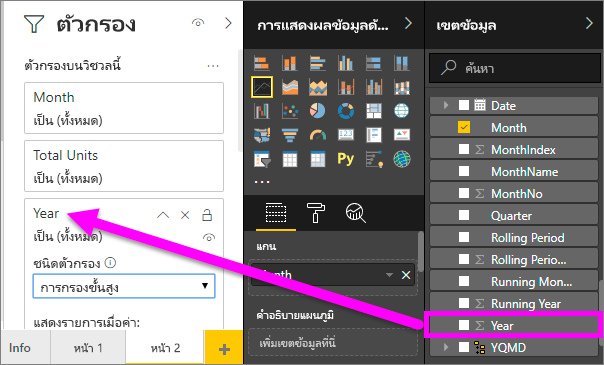 ตัวกรอง
ตัวกรองบนวิชวลนี้
Month
เป็น (ทั้งหมด)
Total Units
เป็น (ทั้งหมด)
Year
เป็น (ทั้งหมด)
ชนิดตัวกรอง
การกรองขั้นสูง
แสดงรายการเมื่อค่า:
Info
หน้า 1
หน้า 2
การแสดงผลข้อมูลด้...
Py
แกน
Month
คำอธิบายแผนภูมิ
เพิ่มเขตข้อมูลที่นี่
เขตข้อมูล
ค้นหา
Date
Month
MonthIndex
MonthName
MonthNo
Quarter
Rolling Period
Rolling Perio...
Running Mon...
Running Year
Year
YQMD